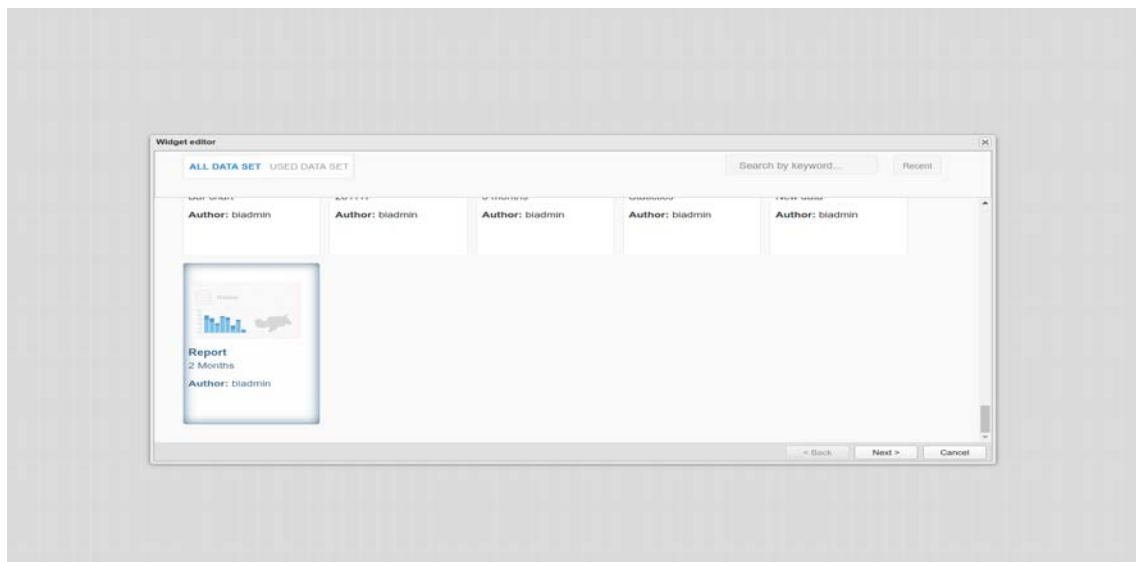 Widget editor
ALL DATA SET USED DATA SET Search by keyword... Recent
Author: biadmin Author: biadmin Author: biadmin Author: biadmin Author: biadmin
Report
2 Months
Author: biadmin
< Back Next > Cancel